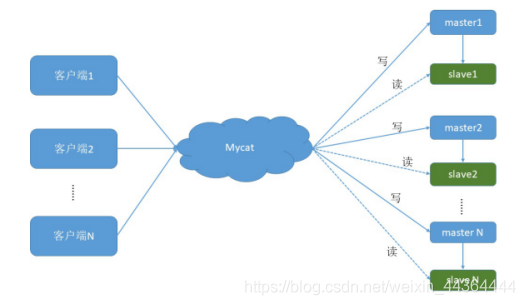 客户端1
客户端2
客户端N
Mycat
写
读
写
读
写
读
master1
slave1
master2
slave2
master N
slave N
https://blog.csdn.net/weixin_44364444